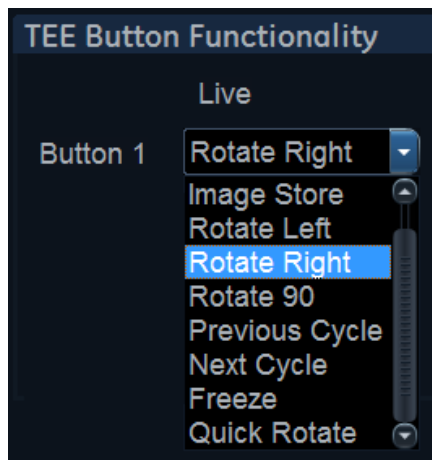 TEE Button Functionality
Live
Button 1 Rotate Right
Image Store
Rotate Left
Rotate Right
Rotate 90
Previous Cycle
Next Cycle
Freeze
Quick Rotate